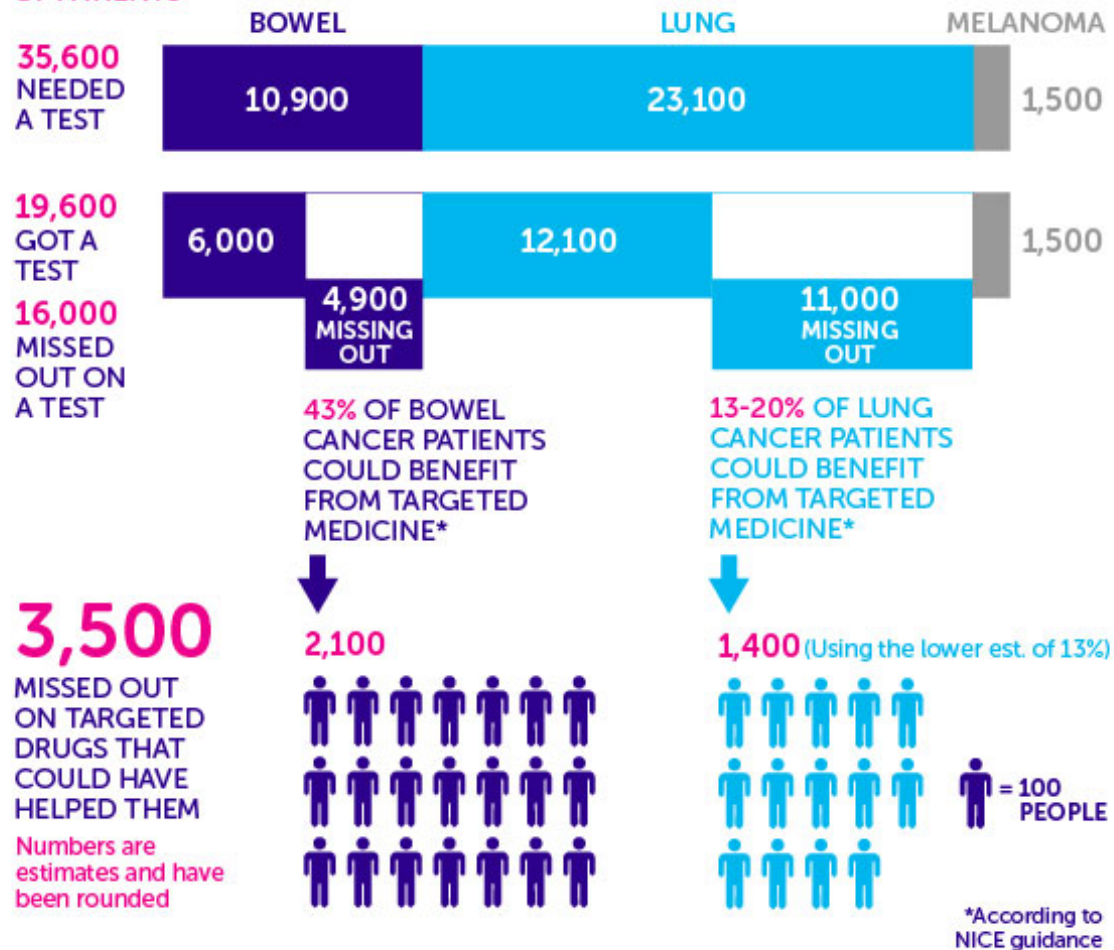 BOWEL LUNG MELANOMA
35,600
NEEDED
A TEST
10,900 23,100 1,500
19,600
GOT A
TEST
6,000 12,100 1,500
16,000
MISSED
OUT ON
A TEST
4,900
MISSING
OUT
11,000
MISSING
OUT
43% OF BOWEL
CANCER PATIENTS
COULD BENEFIT
FROM TARGETED
MEDICINE*
13-20% OF LUNG
CANCER PATIENTS
COULD BENEFIT
FROM TARGETED
MEDICINE*
3,500
MISSED OUT
ON TARGETED
DRUGS THAT
COULD HAVE
HELPED THEM
Numbers are
estimates and have
been rounded
2,100
1,400 (Using the lower est. of 13%)
= 100
PEOPLE
*According to
NICE guidance